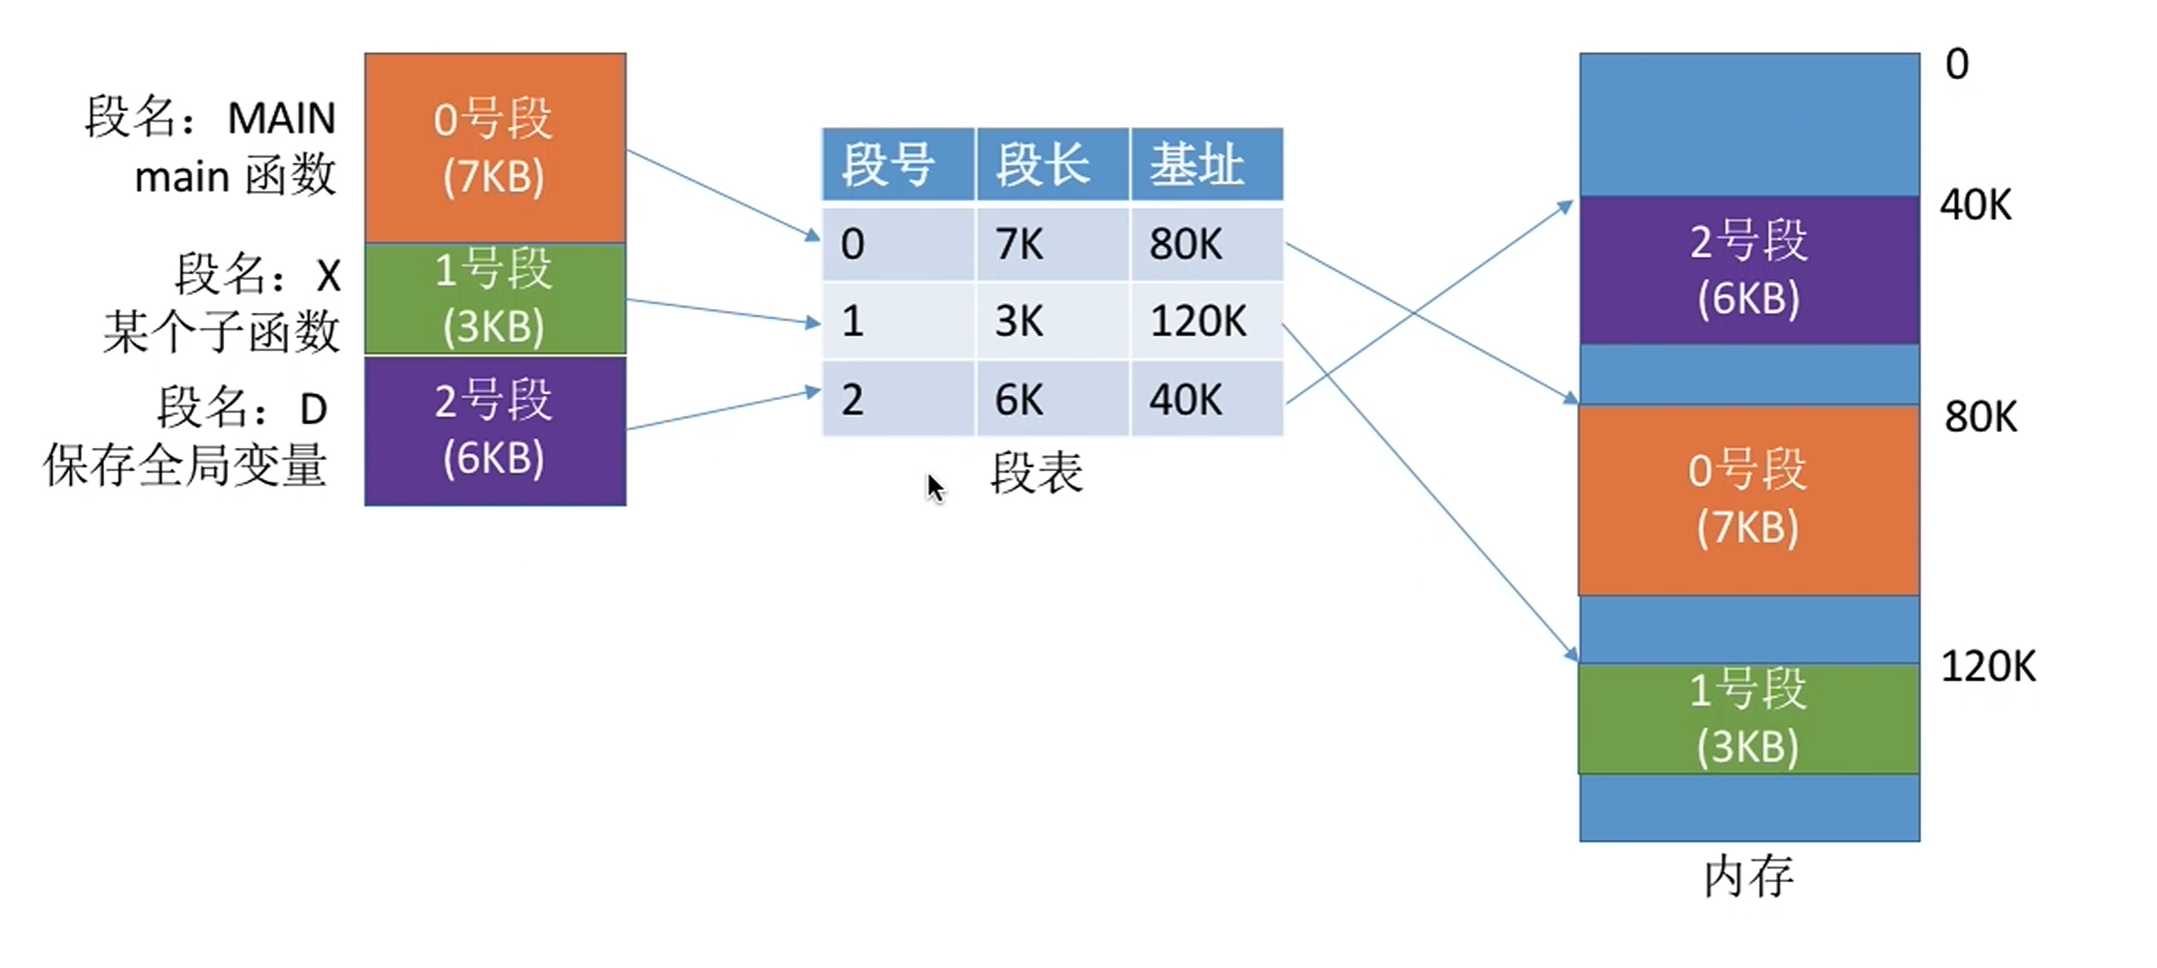 段名：MAIN
main 函数
段名：X
某个子函数
段名：D
保存全局变量
0号段
(7KB)
1号段
(3KB)
2号段
(6KB)
段号 段长 基址
0 7K 80K
1 3K 120K
2 6K 40K
段表
0
40K
2号段
(6KB)
80K
0号段
(7KB)
120K
1号段
(3KB)
内存